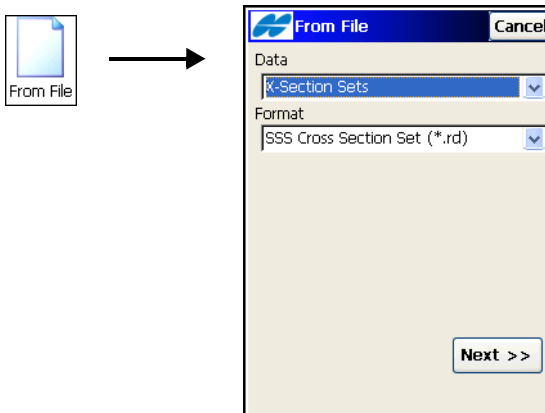 From File
From File
Cancel
Data
X-Section Sets
Format
SSS Cross Section Set (*.rd)
Next >>